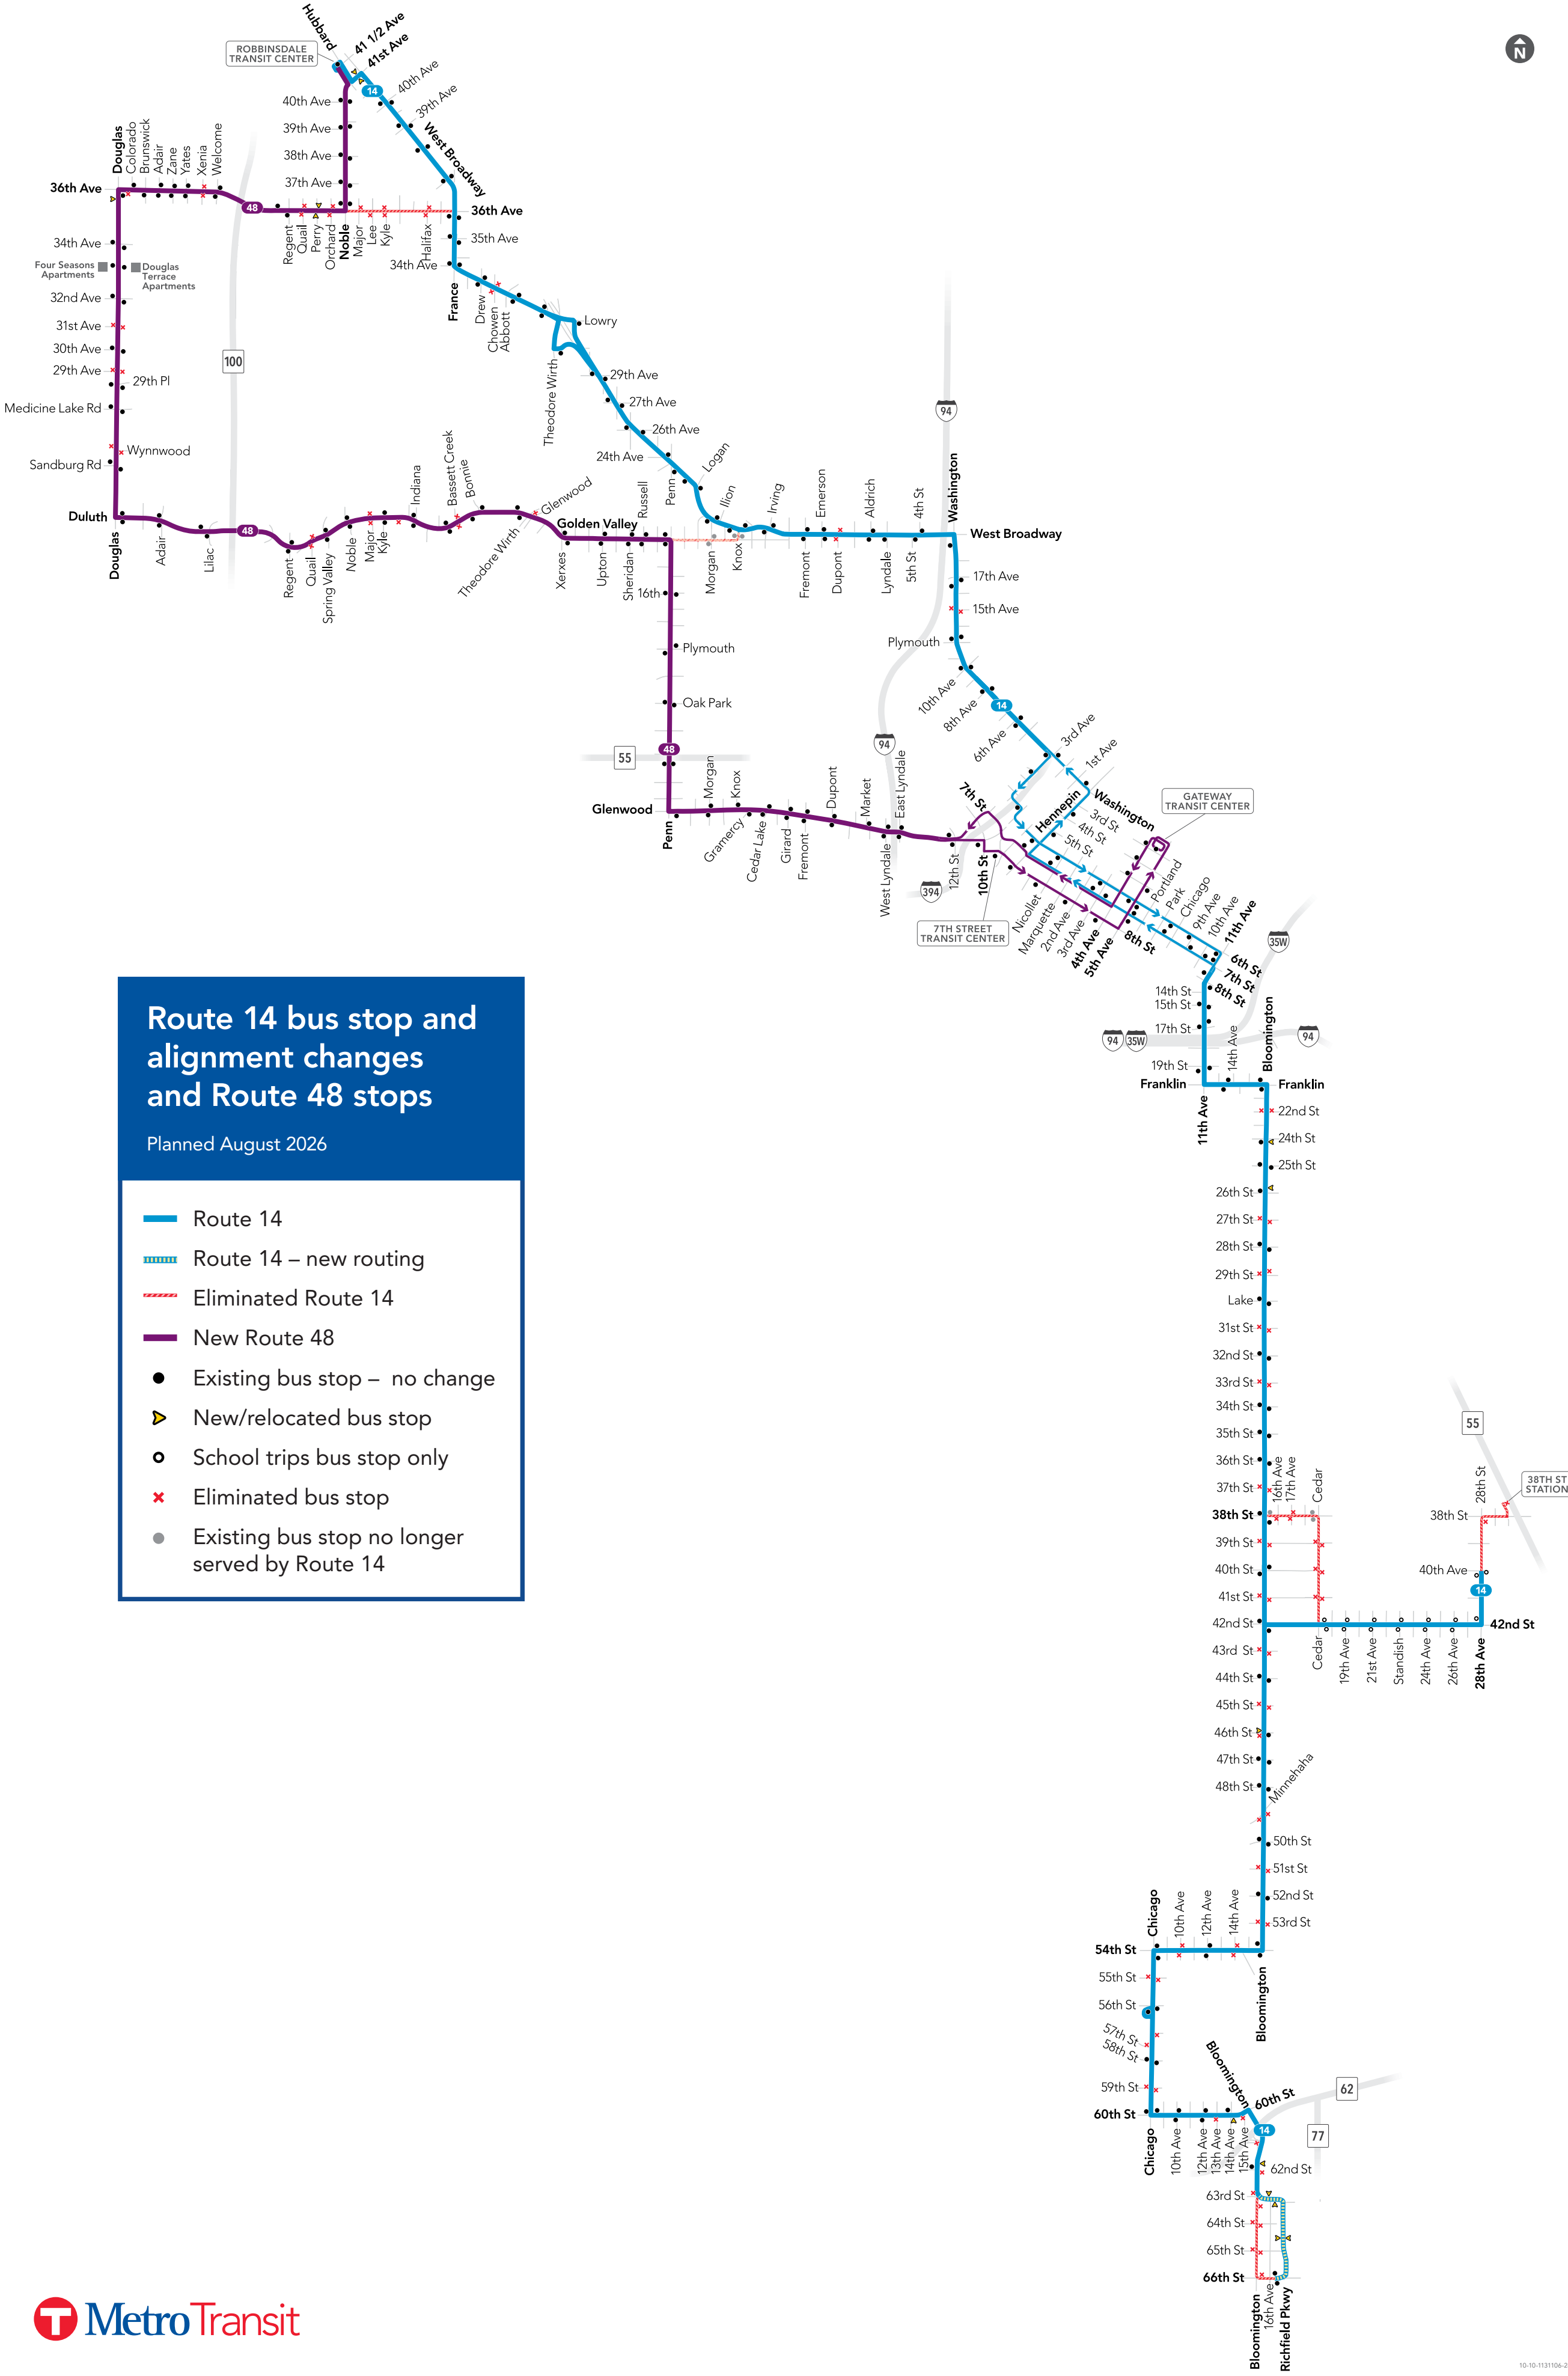 Hubbard
41 1/2 Ave
41st Ave
ROBBINSDALE
TRANSIT CENTER
N
14
40th Ave
39th Ave
West Broadway
40th Ave
39th Ave
38th Ave
37th Ave
Douglas
Colorado
Brunswick
Adair
Zane
Yates
Xenia
Welcome
36th Ave
48
Regent
Quail
Perry
Orchard
Noble
Major
Lee
Kyle
Halifax
36th Ave
35th Ave
34th Ave
France
Drew
Chowen
Abbott
Lowry
Theodore Wirth
29th Ave
27th Ave
26th Ave
24th Ave
Penn
Logan
34th Ave
Four Seasons
Apartments
Douglas
Terrace
Apartments
32nd Ave
31st Ave
30th Ave
29th Ave
29th Pl
Medicine Lake Rd
Wynnwood
Sandburg Rd
100
94
Duluth
Douglas
Adair
Lilac
48
Regent
Quail
Spring Valley
Noble
Major
Kyle
Indiana
Bassett Creek
Bonnie
Theodore Wirth
Glenwood
Golden Valley
Xerxes
Upton
Sheridan
Russell
Morgan
Knox
Ilion
Irving
Fremont
Emerson
Dupont
Aldrich
Lyndale
5th St
4th St
Washington
West Broadway
17th Ave
15th Ave
Plymouth
10th Ave
8th Ave
14
6th Ave
3rd Ave
1st Ave
16th
Plymouth
Oak Park
48
55
94
Glenwood
Penn
Morgan
Knox
Gramercy
Cedar Lake
Girard
Fremont
Dupont
Market
West Lyndale
East Lyndale
12th St
394
10th St
7th St
Hennepin
Washington
3rd St
4th St
5th St
GATEWAY
TRANSIT CENTER
7TH STREET
TRANSIT CENTER
Nicollet
Marquette
2nd Ave
3rd Ave
4th Ave
5th Ave
8th St
Portland
Park
Chicago
9th Ave
10th Ave
11th Ave
6th St
7th St
8th St
35W
14th St
15th St
17th St
19th St
94
35W
94
14th Ave
Bloomington
Franklin
Franklin
11th Ave
22nd St
24th St
25th St
26th St
27th St
28th St
29th St
Lake
31st St
32nd St
33rd St
34th St
35th St
36th St
37th St
38th St
16th Ave
17th Ave
Cedar
39th St
40th St
41st St
42nd St
55
28th St
38TH ST
STATION
38th St
40th Ave
14
42nd St
Cedar
19th Ave
21st Ave
Standish
24th Ave
26th Ave
28th Ave
43rd St
44th St
45th St
46th St
47th St
48th St
Minnehaha
50th St
51st St
52nd St
53rd St
Chicago
10th Ave
12th Ave
14th Ave
54th St
Bloomington
55th St
56th St
57th St
58th St
59th St
60th St
Chicago
10th Ave
12th Ave
13th Ave
14th Ave
15th Ave
Bloomington
60th St
62
77
14
62nd St
63rd St
64th St
65th St
66th St
Bloomington
16th Ave
Richfield Pkwy
Route 14 bus stop and
alignment changes
and Route 48 stops
Planned August 2026
Route 14
Route 14 – new routing
Eliminated Route 14
New Route 48
Existing bus stop – no change
New/relocated bus stop
School trips bus stop only
Eliminated bus stop
Existing bus stop no longer
served by Route 14
T MetroTransit